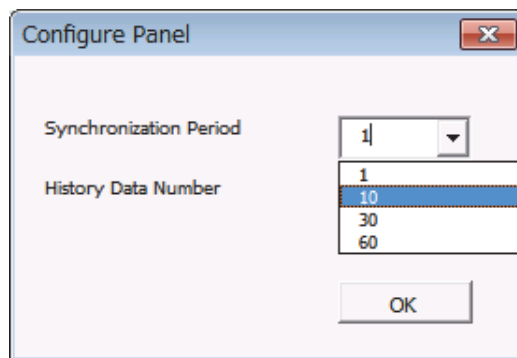 Configure Panel
Synchronization Period
1
1
History Data Number
10
30
60
OK